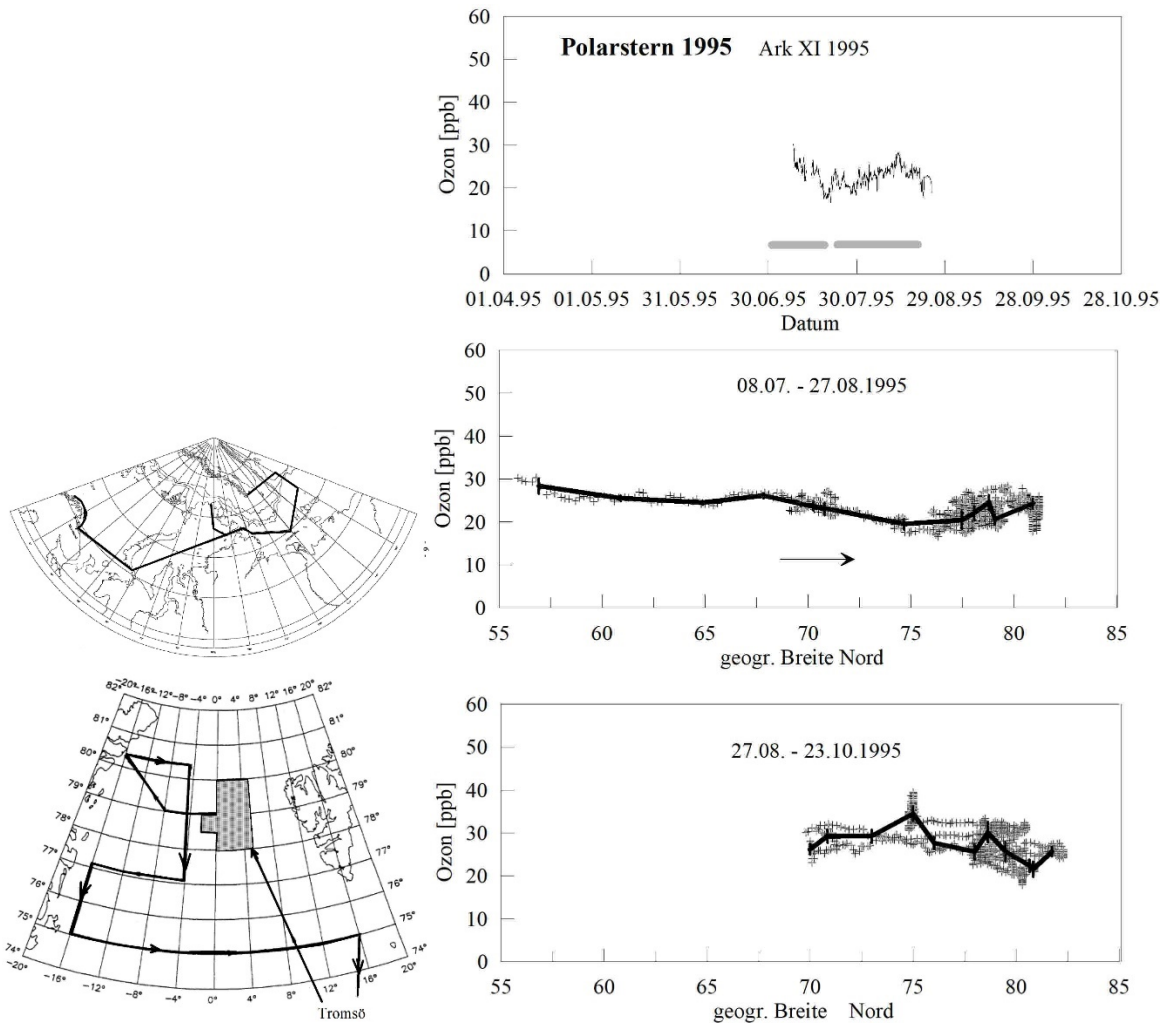 60
Polarstern 1995 Ark XI 1995
50
40
Ozon [ppb]
30
20
10
0
01.04.95 01.05.95 31.05.95 30.06.95 30.07.95 29.08.95 28.09.95 28.10.95
Datum
60
08.07. - 27.08.1995
50
40
Ozon [ppb]
30
20
10
0
55 60 65 70 75 80 85
geogr. Breite Nord
82° -20° -16° -12° -8° -4° 0° 4° 8° 12° 16° 20° 82°
81° 81°
80° 80°
79° 79°
78° 78°
77° 77°
76° 76°
75° 75°
74° 74°
-20° -16° -12° -8° -4° 0° 4° 8° 12° 16° 20°
Tromsö
60
27.08. - 23.10.1995
50
40
Ozon [ppb]
30
20
10
0
70 75 80 85
geogr. Breite Nord